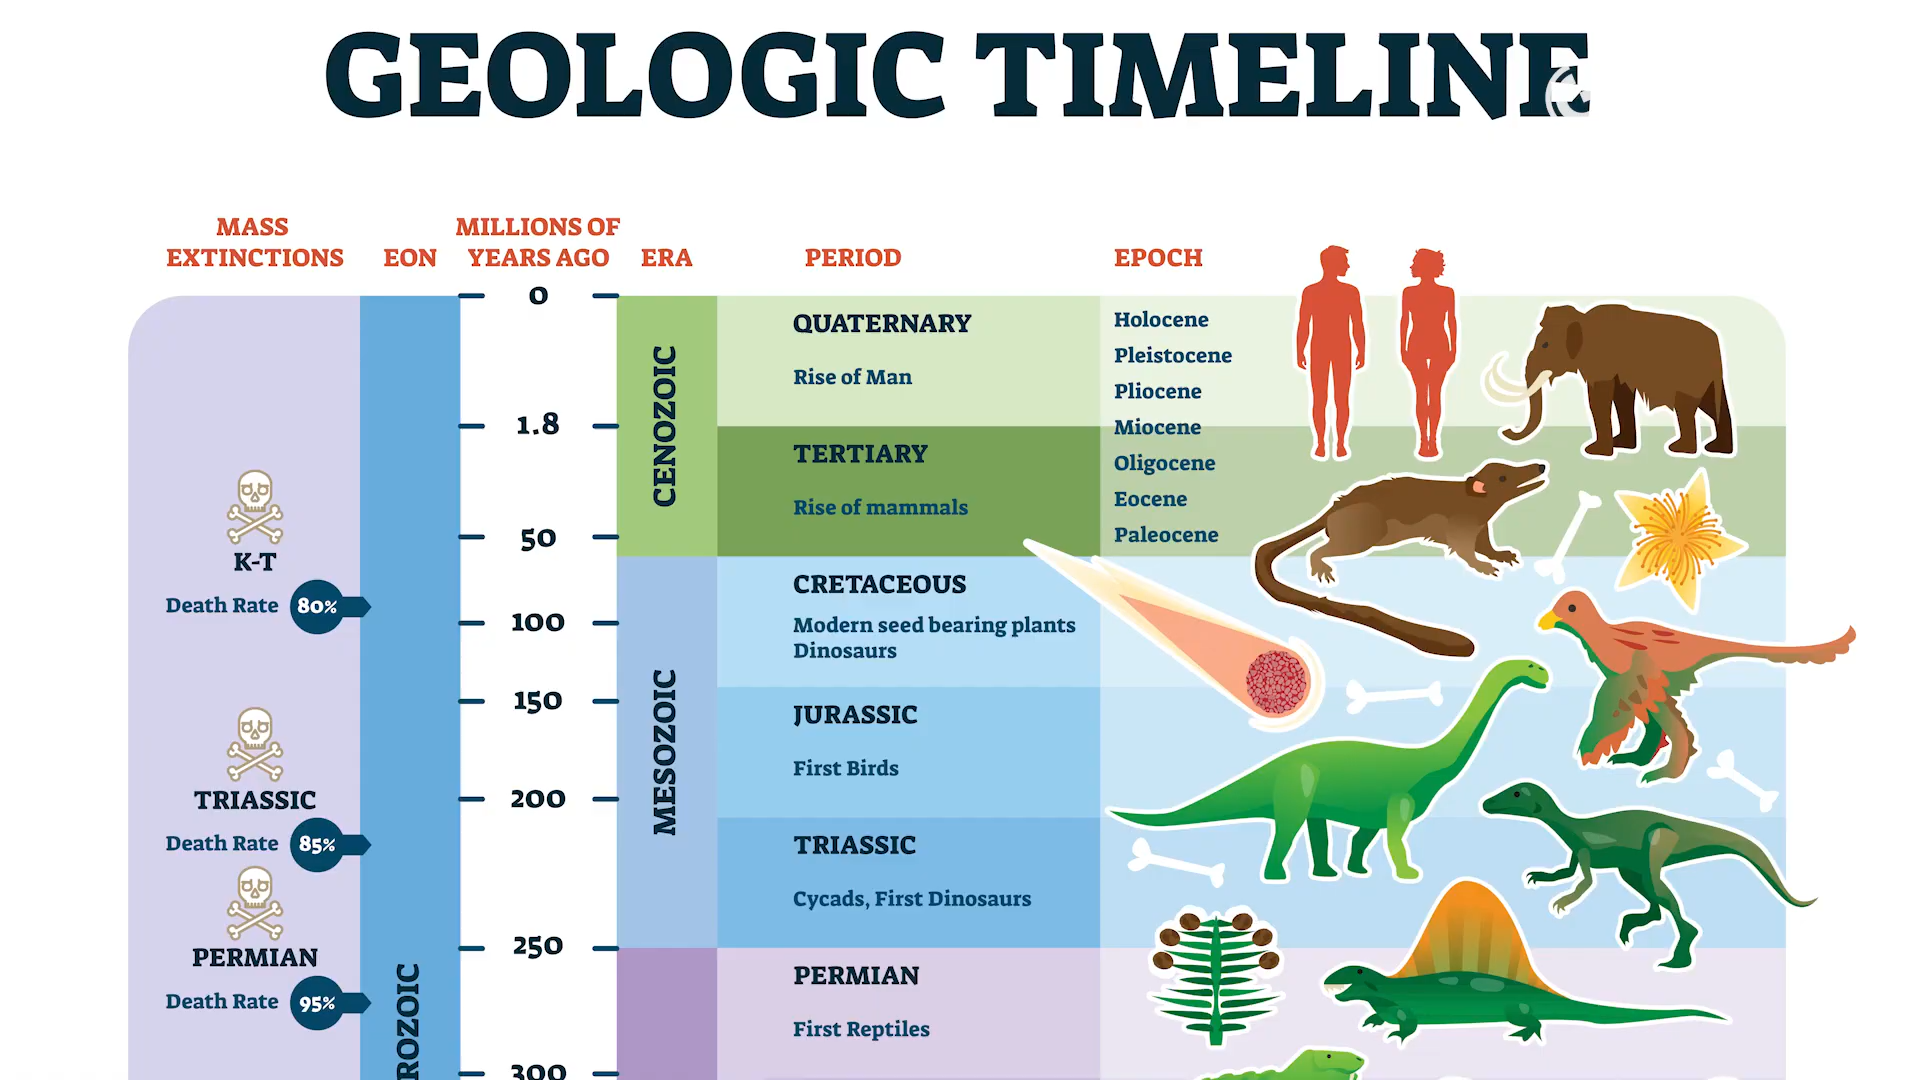 GEOLOGIC TIMELINE
MASS
EXTINCTIONS
EON
MILLIONS OF
YEARS AGO
ERA
PERIOD
EPOCH
0
1.8
50
100
150
200
250
300
K-T
Death Rate 80%
TRIASSIC
Death Rate 85%
PERMIAN
Death Rate 95%
ROZOIC
CENOZOIC
MESOZOIC
QUATERNARY
Rise of Man
TERTIARY
Rise of mammals
CRETACEOUS
Modern seed bearing plants
Dinosaurs
JURASSIC
First Birds
TRIASSIC
Cycads, First Dinosaurs
PERMIAN
First Reptiles
Holocene
Pleistocene
Pliocene
Miocene
Oligocene
Eocene
Paleocene